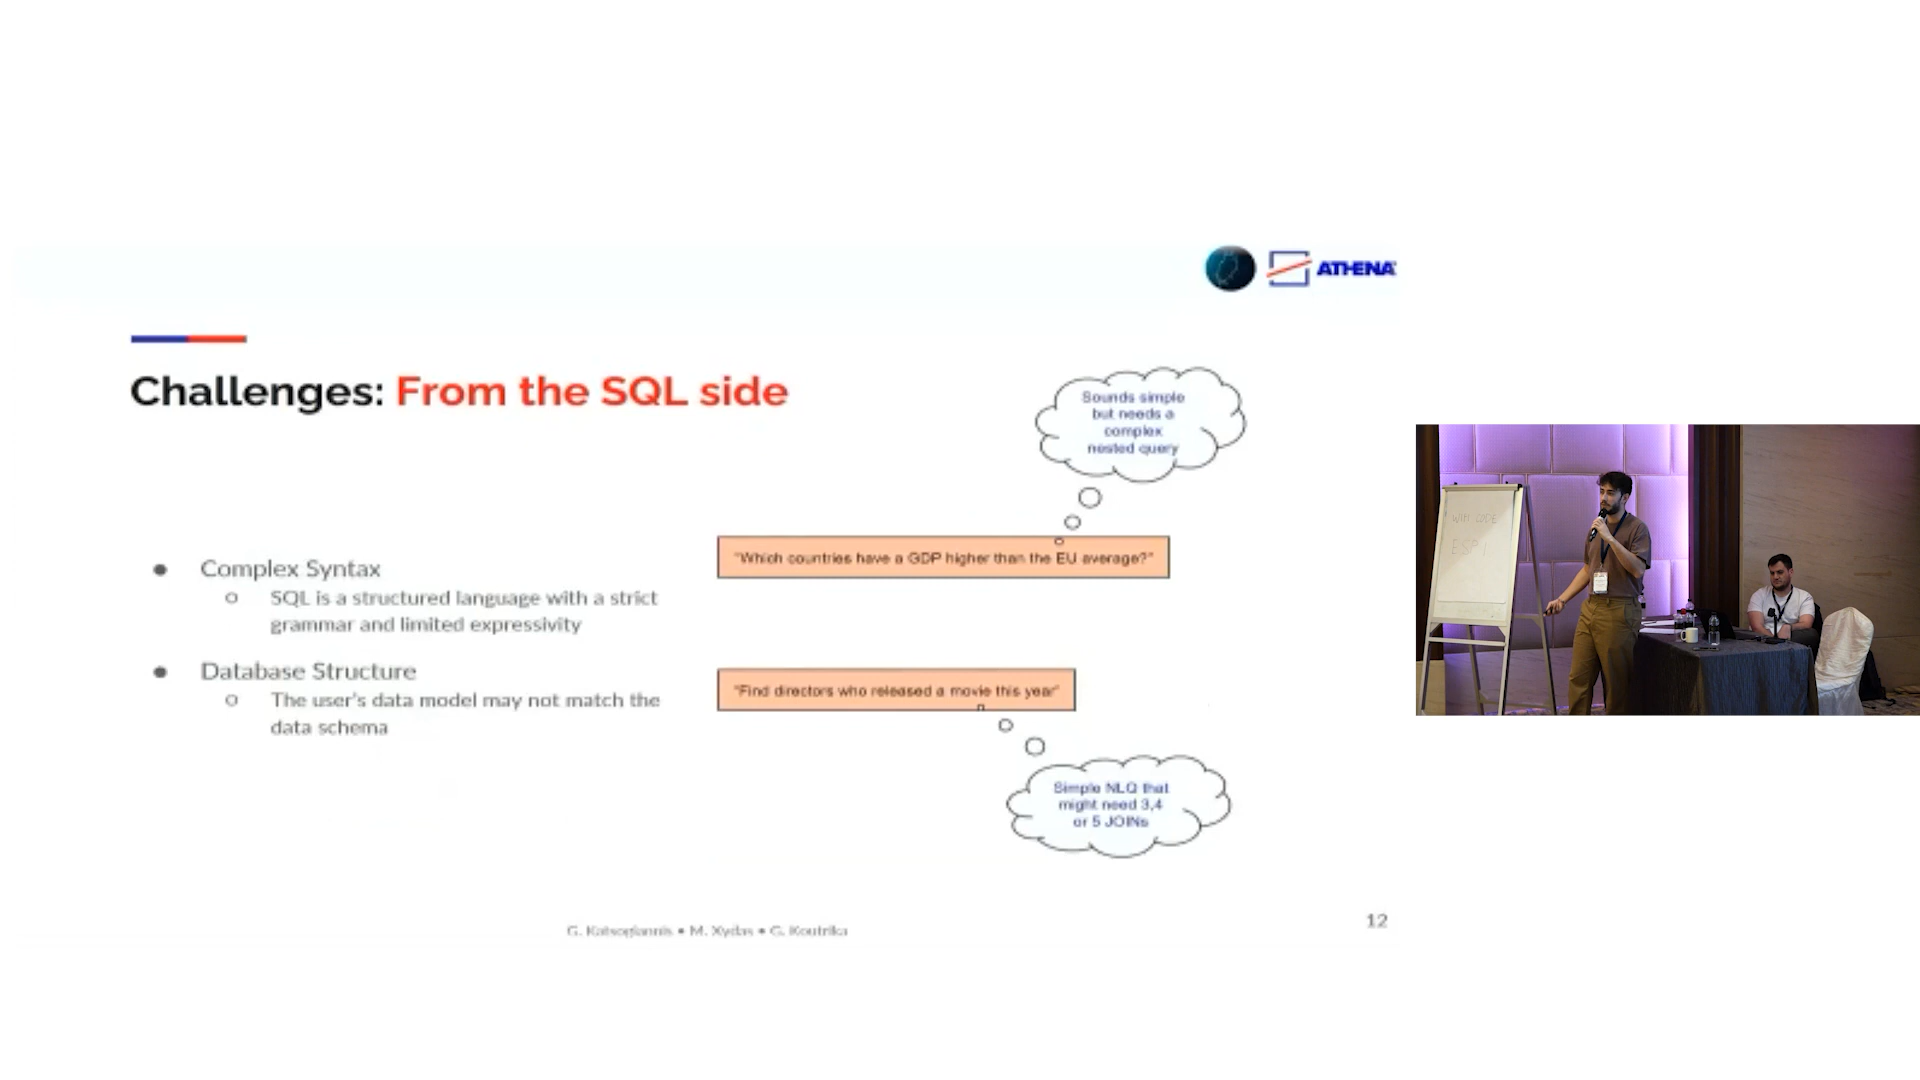 ATHENA
Challenges: From the SQL side
Sounds simple
but needs a
complex
nested query
"Which countries have a GDP higher than the EU average?"
● Complex Syntax
○ SQL is a structured language with a strict
grammar and limited expressivity
● Database Structure
○ The user's data model may not match the
data schema
"Find directors who released a movie this year"
Simple NLQ that
might need 3,4
or 5 JOINs
G. Katsogiannis • M. Xydas • G. Koutrika
12